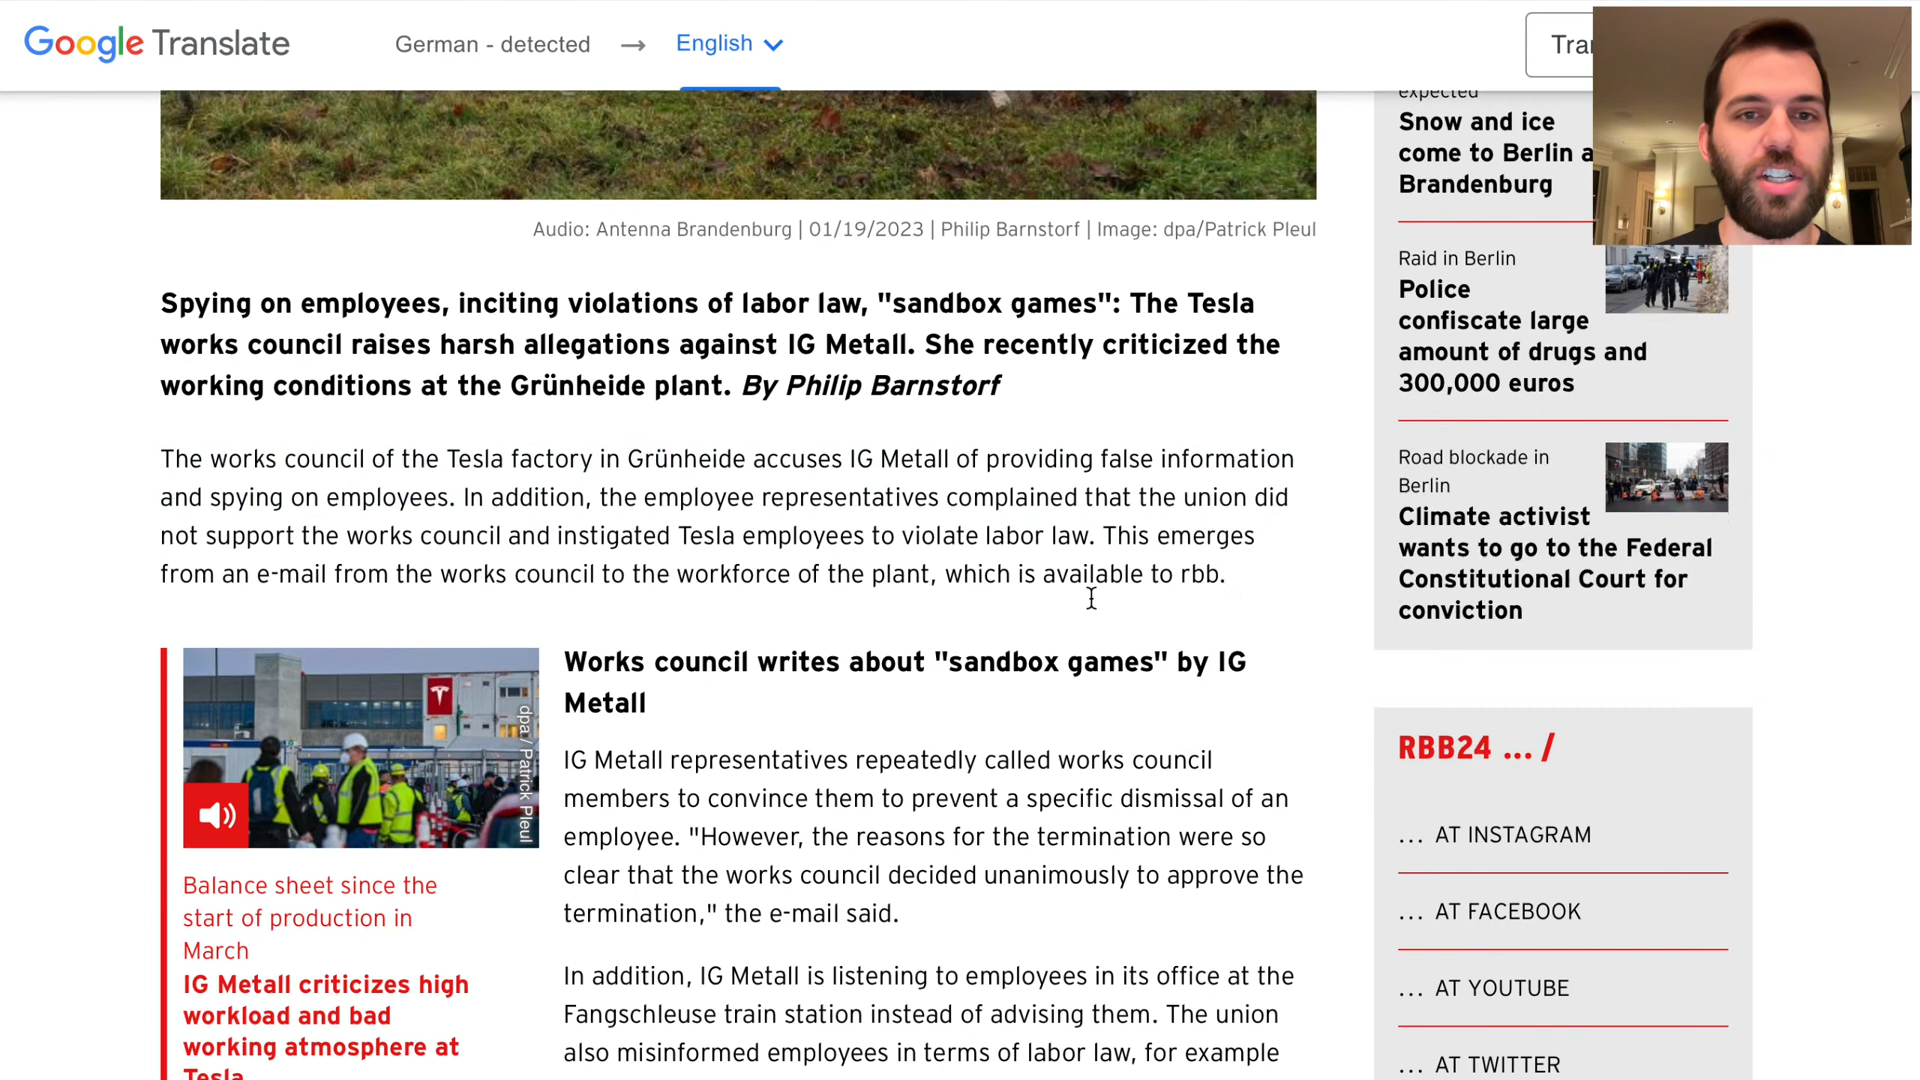 Google Translate
German - detected → English
Audio: Antenna Brandenburg | 01/19/2023 | Philip Barnstorf | Image: dpa/Patrick Pleul
Spying on employees, inciting violations of labor law, "sandbox games": The Tesla
works council raises harsh allegations against IG Metall. She recently criticized the
working conditions at the Grünheide plant. By Philip Barnstorf
The works council of the Tesla factory in Grünheide accuses IG Metall of providing false information
and spying on employees. In addition, the employee representatives complained that the union did
not support the works council and instigated Tesla employees to violate labor law. This emerges
from an e-mail from the works council to the workforce of the plant, which is available to rbb.
dpa / Patrick Pleul
Balance sheet since the
start of production in
March
IG Metall criticizes high
workload and bad
working atmosphere at
Tesla
Works council writes about "sandbox games" by IG
Metall
IG Metall representatives repeatedly called works council
members to convince them to prevent a specific dismissal of an
employee. "However, the reasons for the termination were so
clear that the works council decided unanimously to approve the
termination," the e-mail said.
In addition, IG Metall is listening to employees in its office at the
Fangschleuse train station instead of advising them. The union
also misinformed employees in terms of labor law, for example
expected
Snow and ice
come to Berlin
Brandenburg
Raid in Berlin
Police
confiscate large
amount of drugs and
300,000 euros
Road blockade in
Berlin
Climate activist
wants to go to the Federal
Constitutional Court for
conviction
RBB24 ... /
... AT INSTAGRAM
... AT FACEBOOK
... AT YOUTUBE
... AT TWITTER